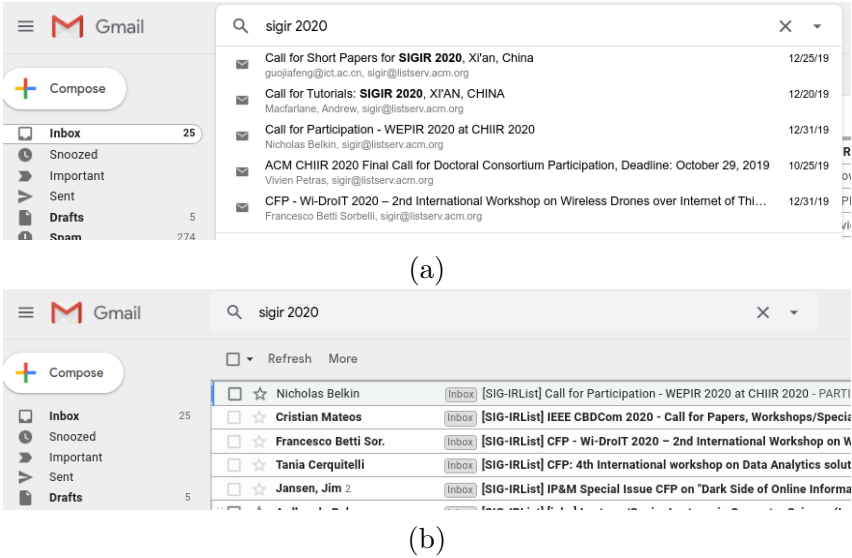 Gmail
sigir 2020
Compose
Inbox 25
Snoozed
Important
Sent
Drafts 5
Spam 274
Call for Short Papers for SIGIR 2020, Xi'an, China 12/25/19
guojiafeng@ict.ac.cn, sigir@listserv.acm.org
Call for Tutorials: SIGIR 2020, XI'AN, CHINA 12/20/19
Macfarlane, Andrew, sigir@listserv.acm.org
Call for Participation - WEPIR 2020 at CHIIR 2020 12/31/19
Nicholas Belkin, sigir@listserv.acm.org
ACM CHIIR 2020 Final Call for Doctoral Consortium Participation, Deadline: October 29, 2019 10/25/19
Vivien Petras, sigir@listserv.acm.org
CFP - Wi-DroIT 2020 – 2nd International Workshop on Wireless Drones over Internet of Thi... 12/31/19
Francesco Betti Sorbelli, sigir@listserv.acm.org
(a)
Gmail
sigir 2020
Compose
Inbox 25
Snoozed
Important
Sent
Drafts 5
Refresh More
Nicholas Belkin Inbox [SIG-IRList] Call for Participation - WEPIR 2020 at CHIIR 2020 - PARTI
Cristian Mateos Inbox [SIG-IRList] IEEE CBDCom 2020 - Call for Papers, Workshops/Specia
Francesco Betti Sor. Inbox [SIG-IRList] CFP - Wi-DroIT 2020 – 2nd International Workshop on W
Tania Cerquitelli Inbox [SIG-IRList] CFP: 4th International workshop on Data Analytics solut
Jansen, Jim 2 Inbox [SIG-IRList] IP&M Special Issue CFP on "Dark Side of Online Informa
(b)